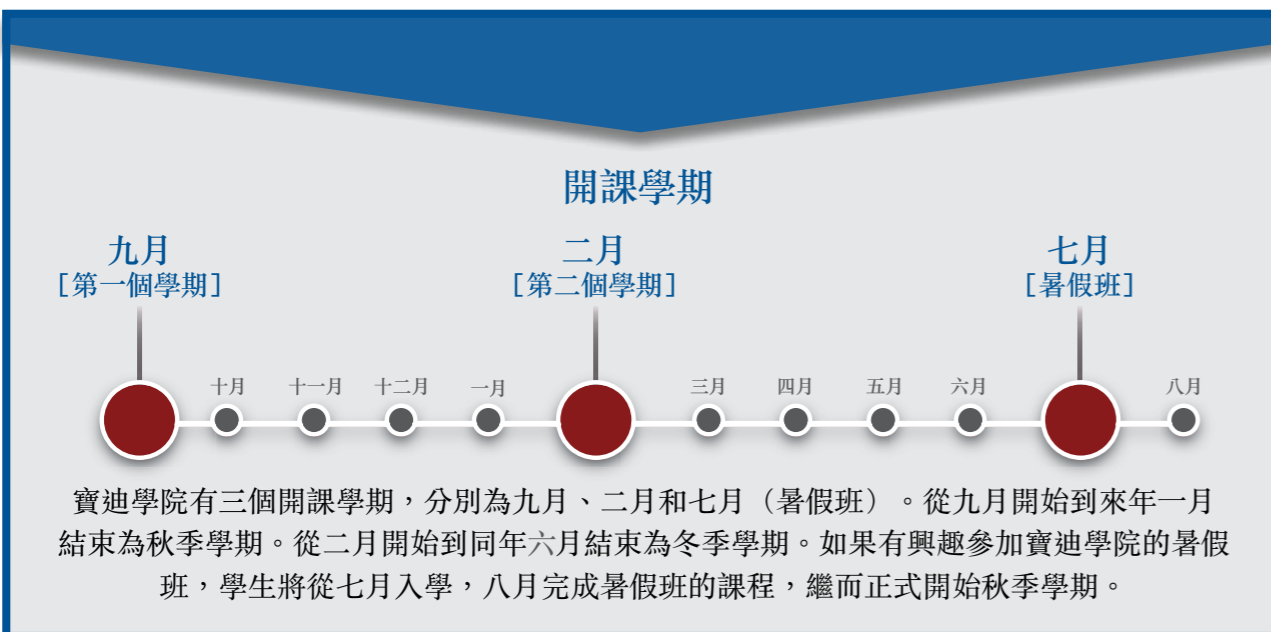 開課學期
九月
[第一個學期]
二月
[第二個學期]
七月
[暑假班]
十月
十一月
十二月
一月
三月
四月
五月
六月
八月
寶迪學院有三個開課學期，分別為九月、二月和七月（暑假班）。從九月開始到來年一月
結束為秋季學期。從二月開始到同年六月結束為冬季學期。如果有興趣參加寶迪學院的暑假
班，學生將從七月入學，八月完成暑假班的課程，繼而正式開始秋季學期。